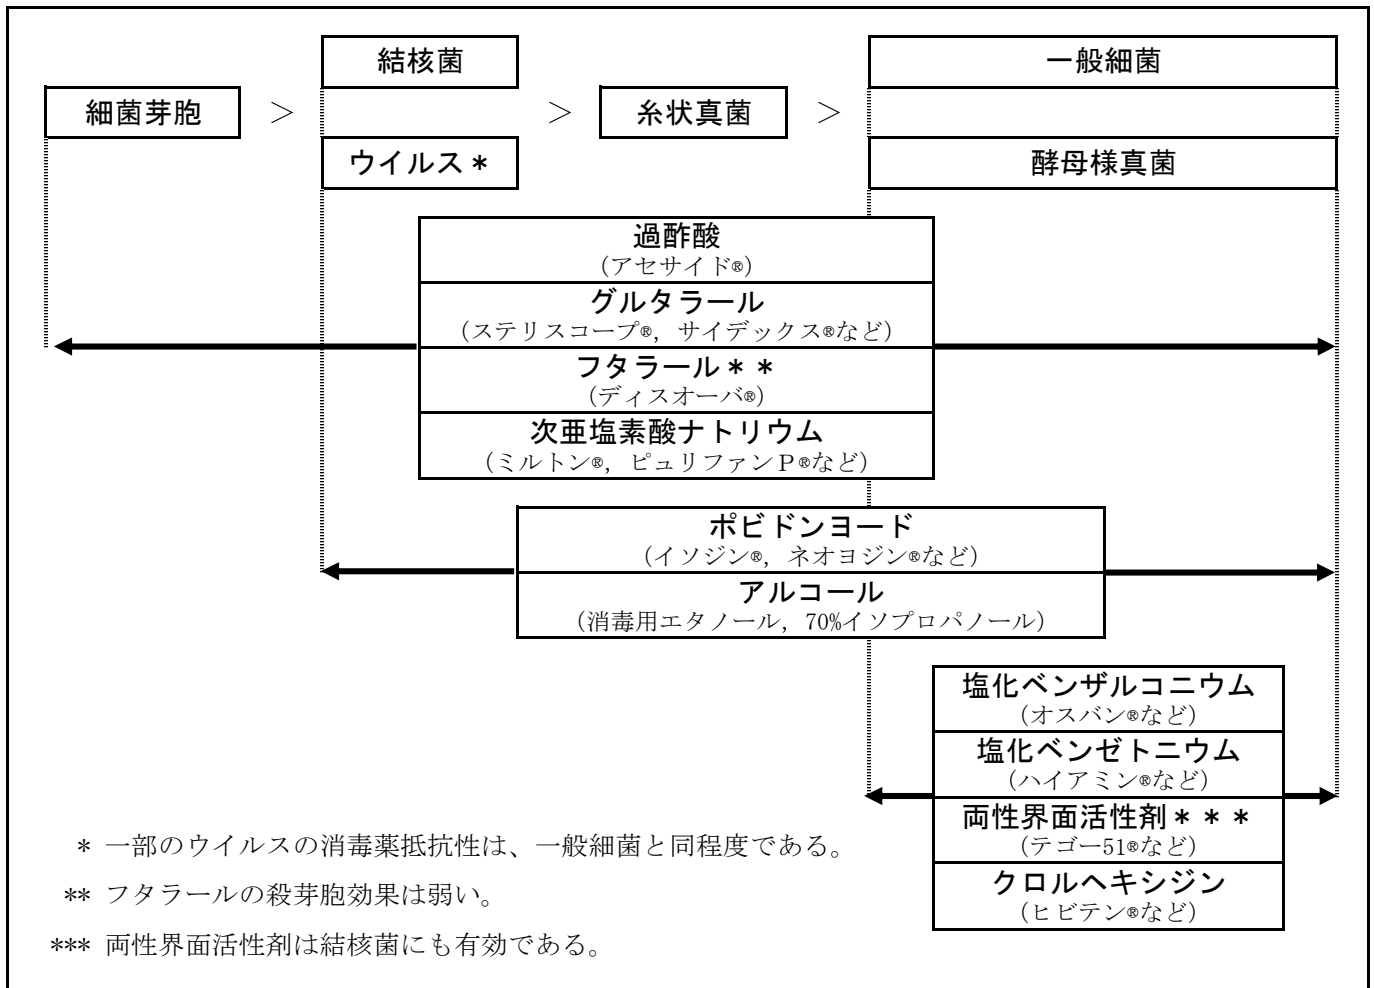 結核菌
一般細菌
細菌芽胞 ＞ ＞ 糸状真菌 ＞
ウイルス＊
酵母様真菌
過酢酸
（アセサイド®）
グルタラール
（ステリスコープ®，サイデックス®など）
フタラール＊＊
（ディスオーバ®）
次亜塩素酸ナトリウム
（ミルトン®，ピュリファンＰ®など）
ポビドンヨード
（イソジン®，ネオヨジン®など）
アルコール
（消毒用エタノール，70%イソプロパノール）
塩化ベンザルコニウム
（オスバン®など）
塩化ベンゼトニウム
（ハイアミン®など）
両性界面活性剤＊＊＊
（テゴー51®など）
クロルヘキシジン
（ヒビテン®など）
* 一部のウイルスの消毒薬抵抗性は、一般細菌と同程度である。
** フタラールの殺芽胞効果は弱い。
*** 両性界面活性剤は結核菌にも有効である。